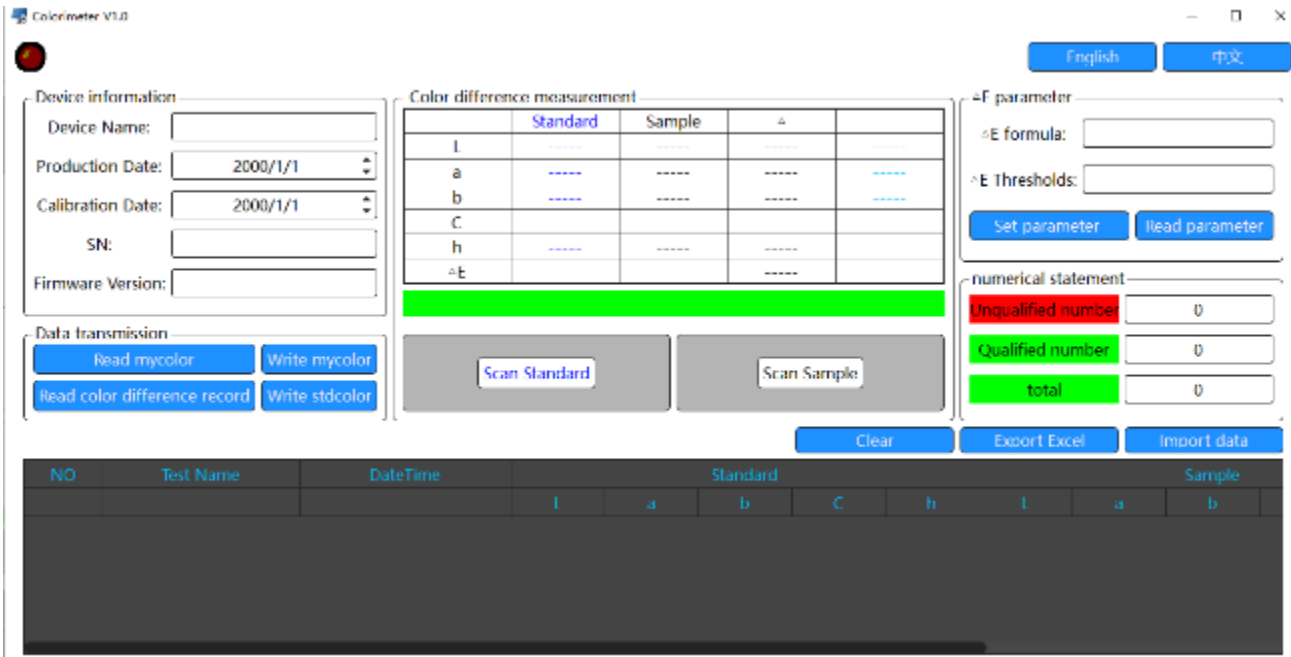 Colorimeter V1.0
English 中文
Device information
Device Name:
Production Date: 2000/1/1
Calibration Date: 2000/1/1
SN:
Firmware Version:
Data transmission
Read mycolor Write mycolor
Read color difference record Write stdcolor
Color difference measurement
Standard Sample △
L ----- ----- ----- -----
a ----- ----- ----- -----
b ----- ----- ----- -----
C
h ----- ----- -----
△E -----
Scan Standard Scan Sample
△E parameter
△E formula:
△E Thresholds:
Set parameter Read parameter
numerical statement
Unqualified number 0
Qualified number 0
total 0
Clear Export Excel Import data
NO Test Name DateTime Standard Sample
L a b C h L a b